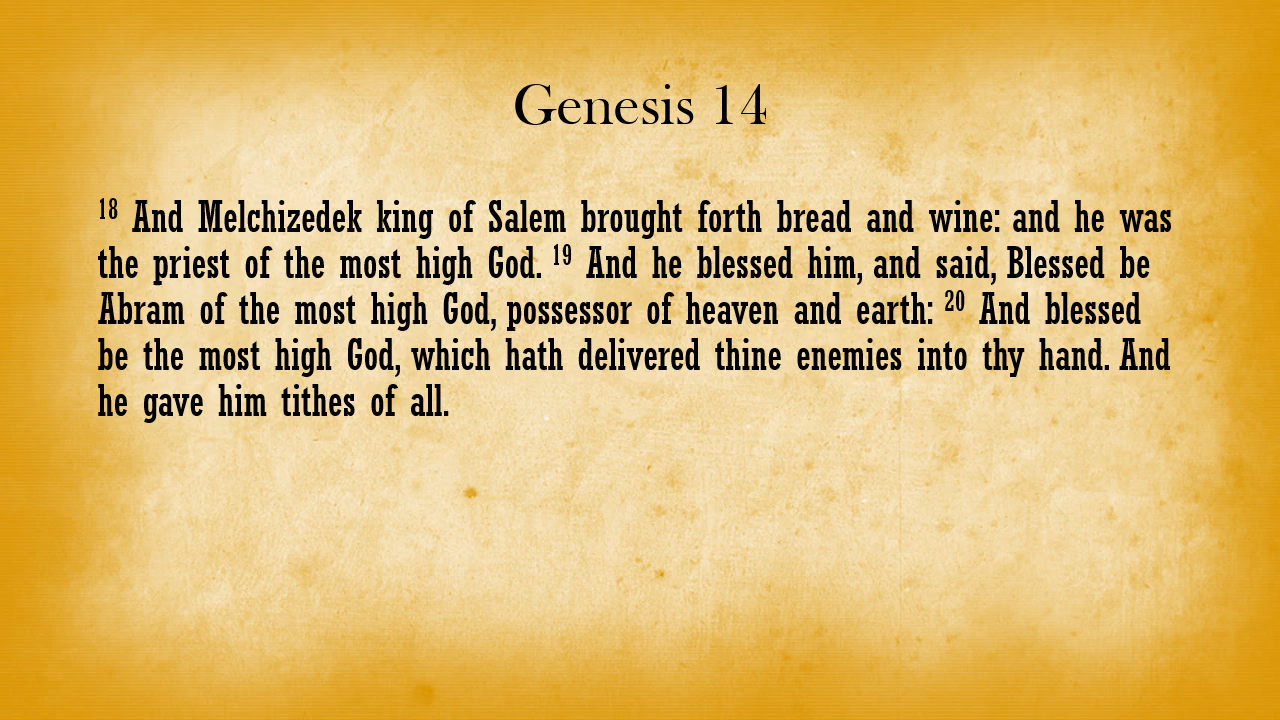 Genesis 14
18 And Melchizedek king of Salem brought forth bread and wine: and he was
the priest of the most high God. 19 And he blessed him, and said, Blessed be
Abram of the most high God, possessor of heaven and earth: 20 And blessed
be the most high God, which hath delivered thine enemies into thy hand. And
he gave him tithes of all.